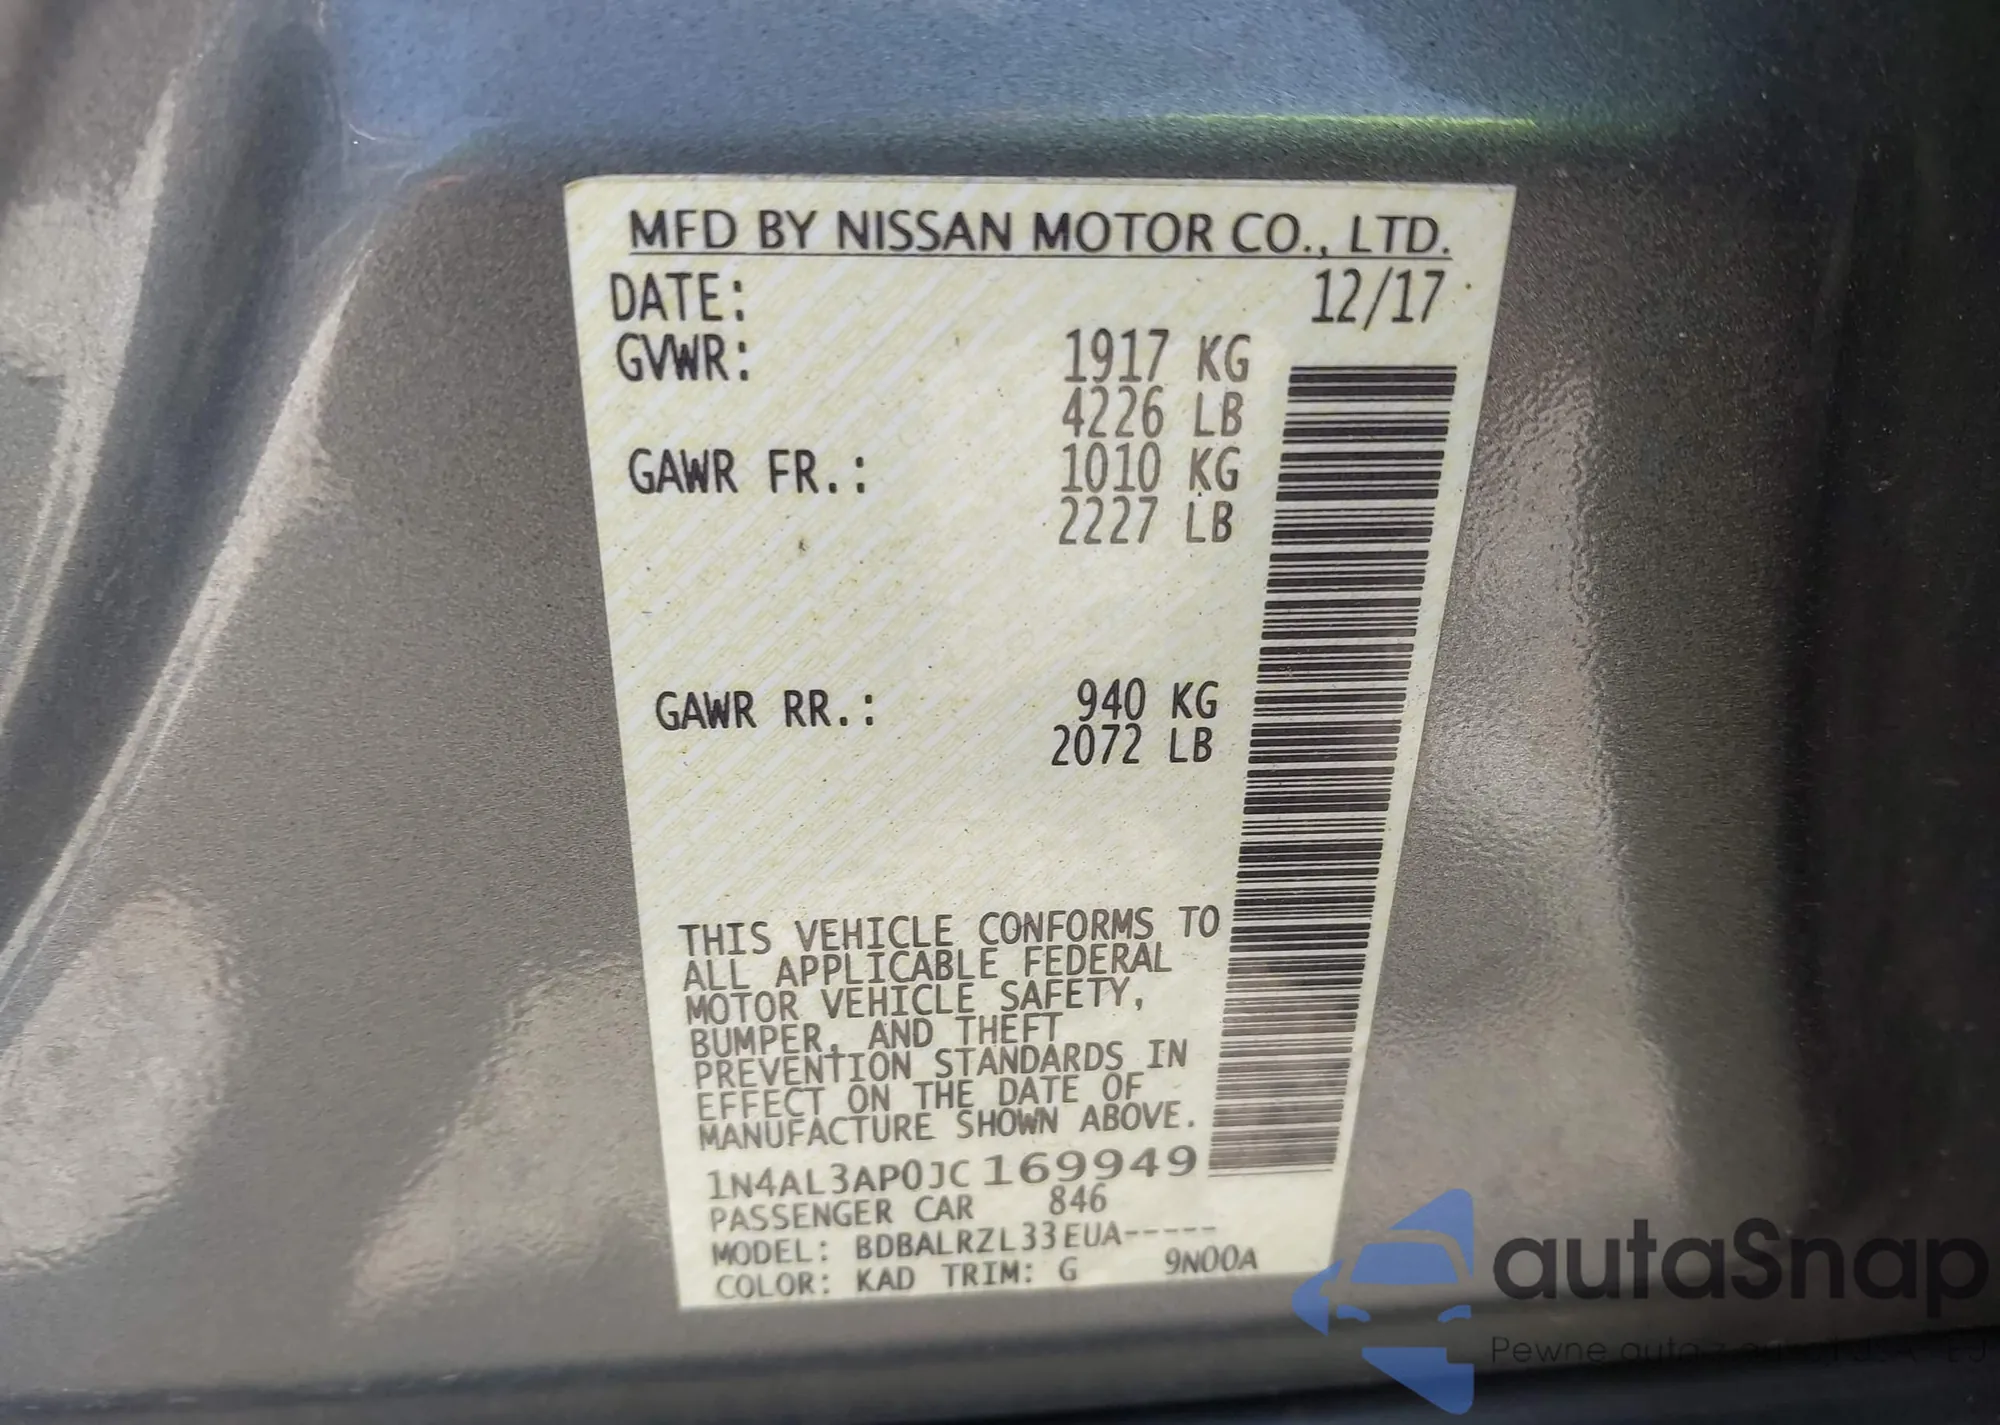 MFD BY NISSAN MOTOR CO., LTD.
DATE: 12/17
GVWR: 1917 KG
4226 LB
GAWR FR.: 1010 KG
2227 LB
GAWR RR.: 940 KG
2072 LB
THIS VEHICLE CONFORMS TO
ALL APPLICABLE FEDERAL
MOTOR VEHICLE SAFETY,
BUMPER, AND THEFT
PREVENTION STANDARDS IN
EFFECT ON THE DATE OF
MANUFACTURE SHOWN ABOVE.
1N4AL3AP0JC169949
PASSENGER CAR 846
MODEL: BDBALRZL33EUA-----
COLOR: KAD TRIM: G 9N00A
autaSnap
Pewne auta z